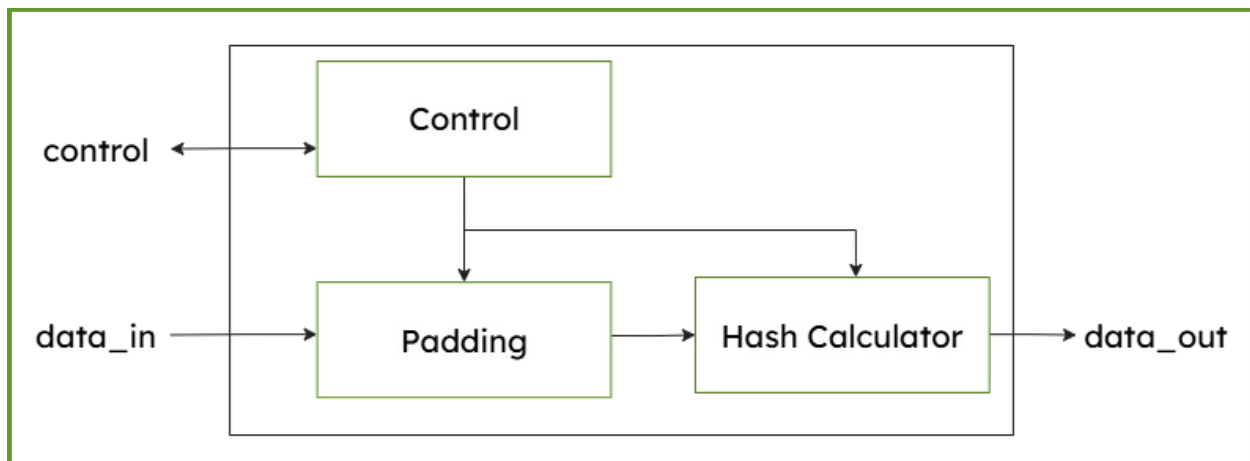 Control
control
data_in
Padding
Hash Calculator
data_out